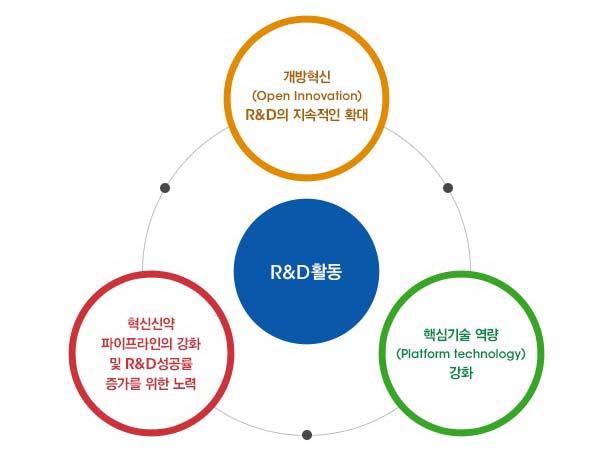 개방혁신
(Open Innovation)
R&D의 지속적인 확대
R&D활동
혁신신약
파이프라인의 강화
및 R&D성공률
증가를 위한 노력
핵심기술 역량
(Platform technology)
강화